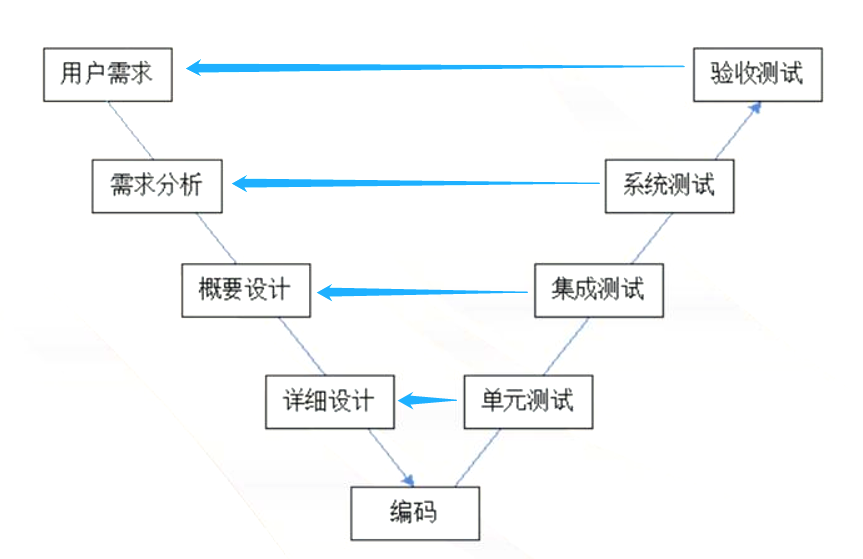 用户需求
验收测试
需求分析
系统测试
概要设计
集成测试
详细设计
单元测试
编码